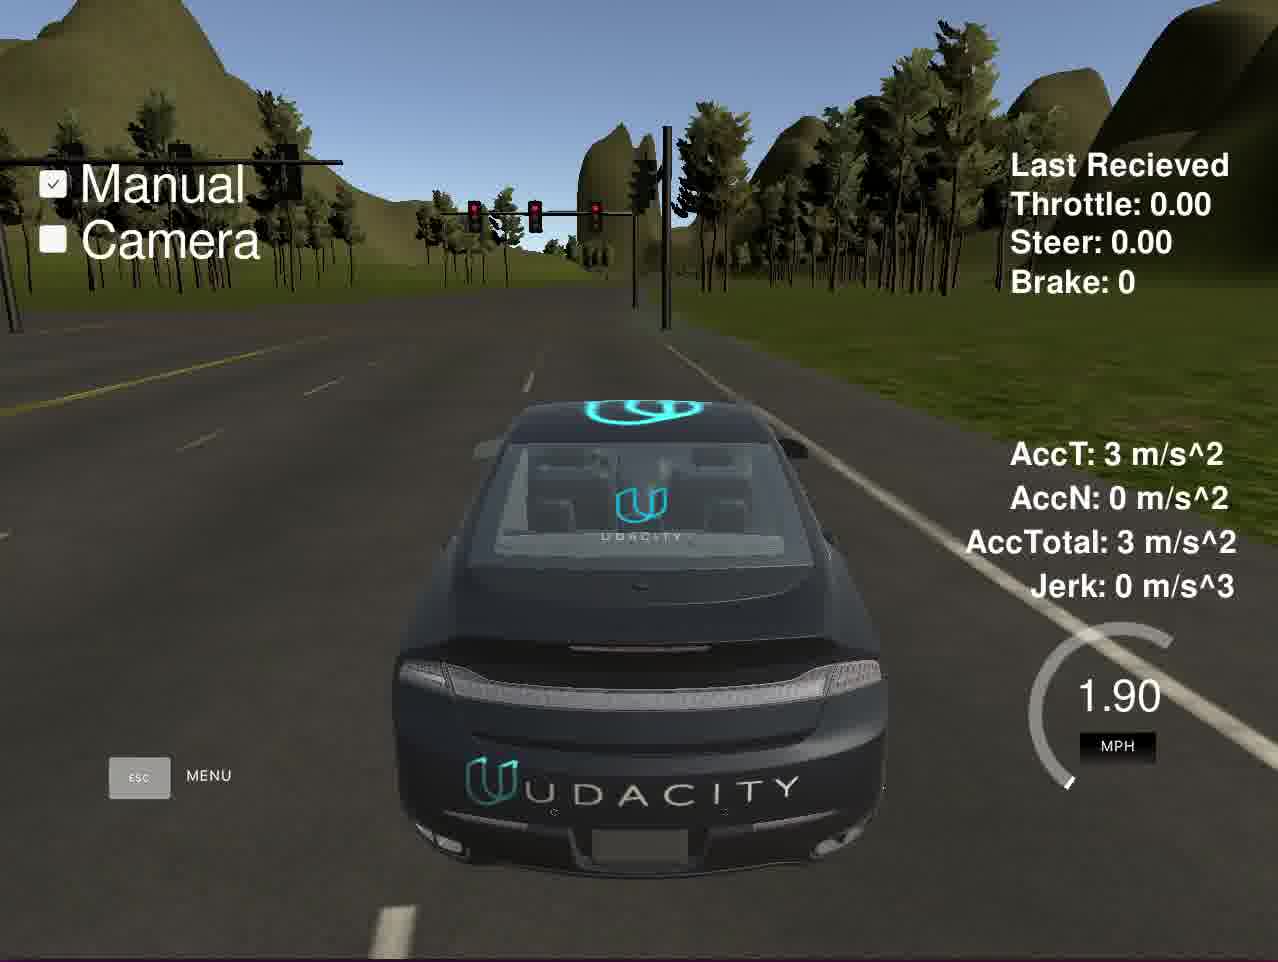 Manual
Camera
Last Recieved
Throttle: 0.00
Steer: 0.00
Brake: 0
AccT: 3 m/s^2
AccN: 0 m/s^2
AccTotal: 3 m/s^2
Jerk: 0 m/s^3
1.90
MPH
ESC MENU
UDACITY
UDACITY